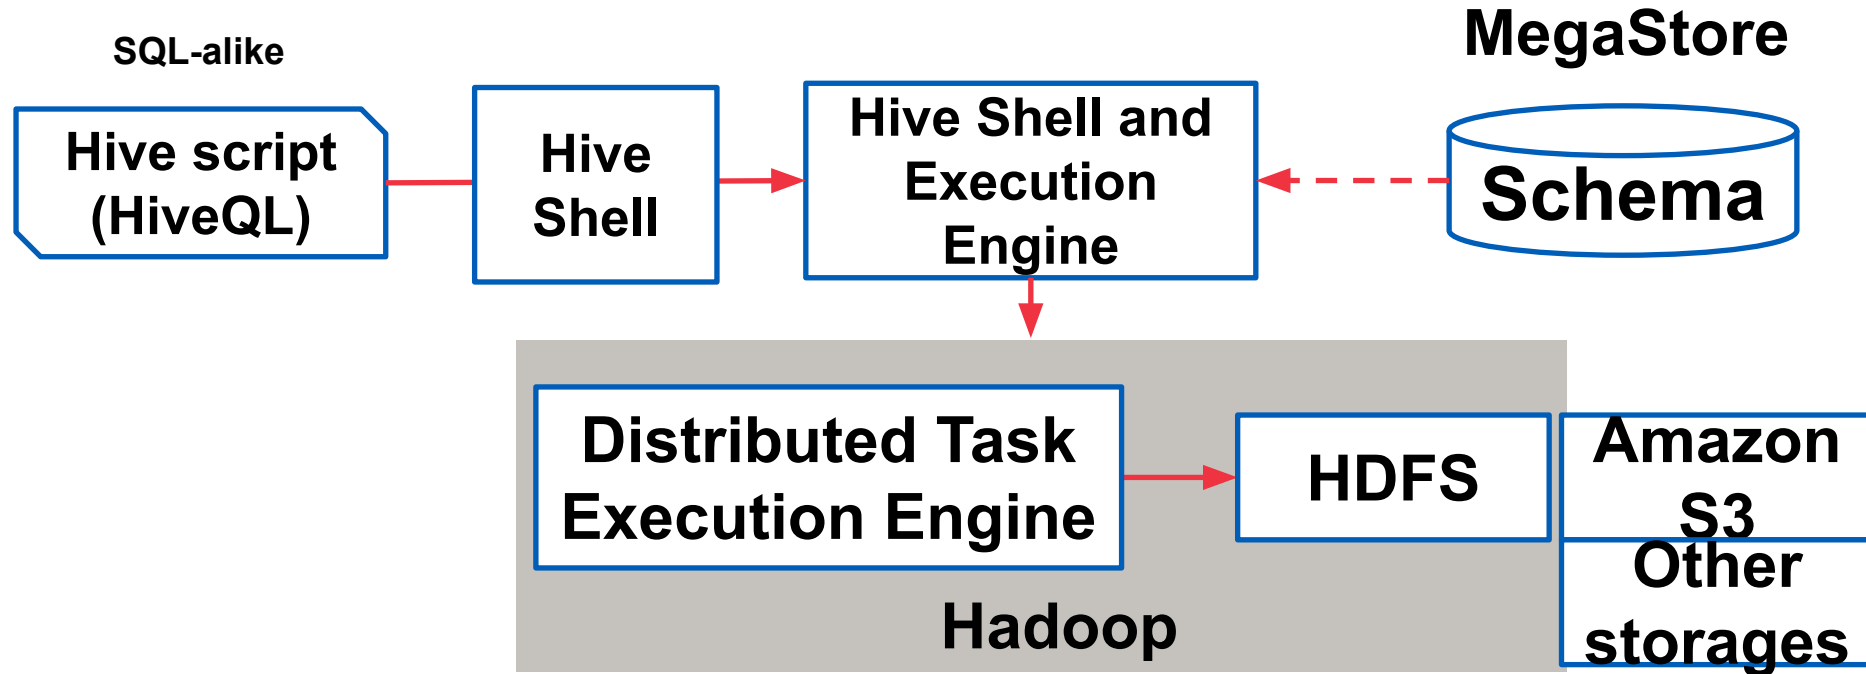 SQL-alike
MegaStore
Hive script
(HiveQL)
Hive
Shell
Hive Shell and
Execution
Engine
Schema
Distributed Task
Execution Engine
HDFS
Amazon
S3
Other
storages
Hadoop